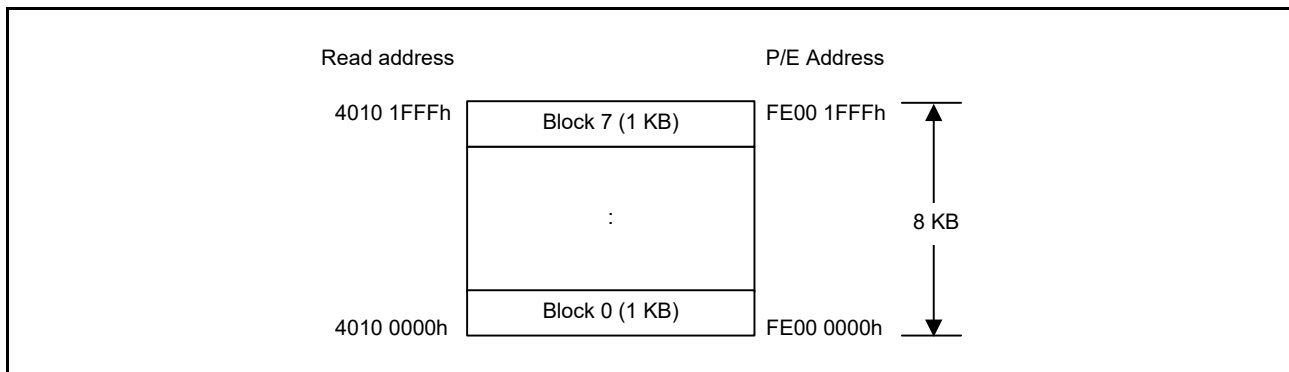 Read address P/E Address
4010 1FFFh Block 7 (1 KB) FE00 1FFFh
: 8 KB
Block 0 (1 KB)
4010 0000h FE00 0000h